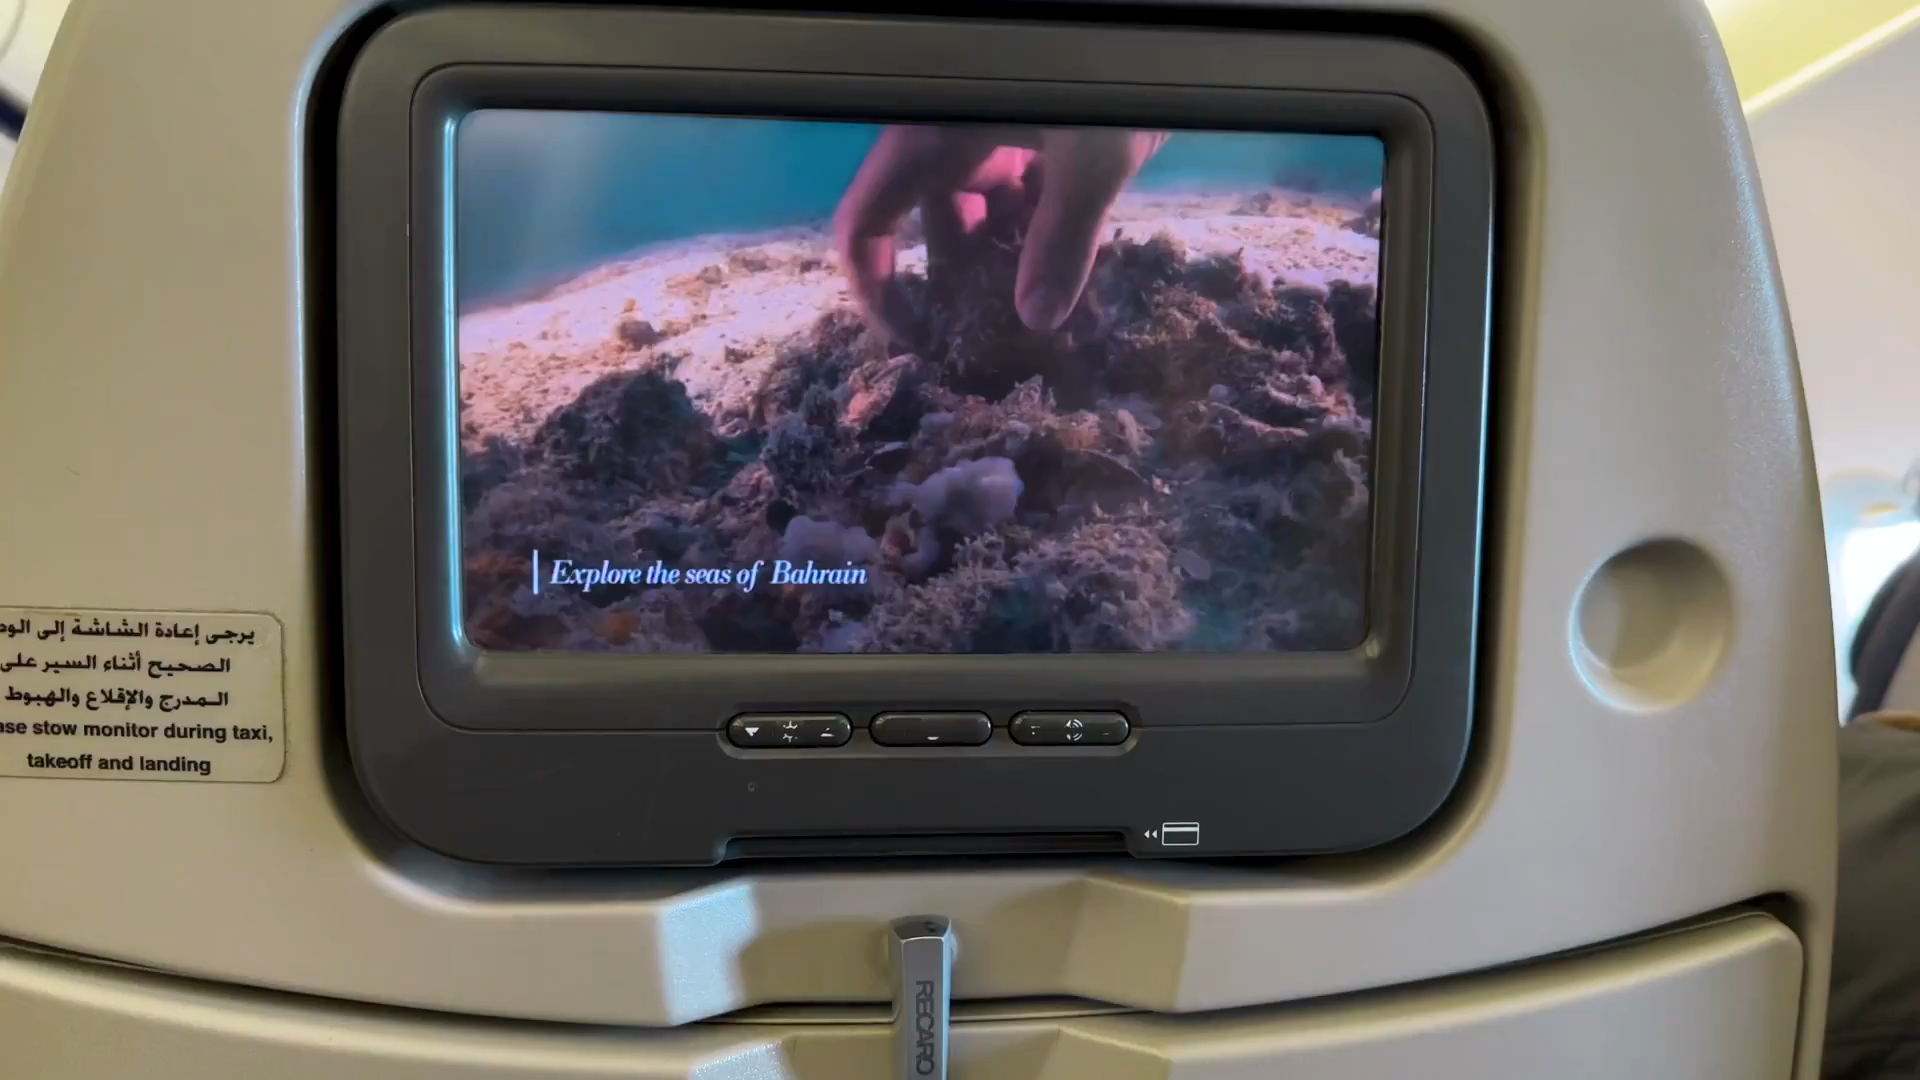 Explore the seas of Bahrain
يرجى إعادة الشاشة إلى
الصحيح أثناء السير على
المدرج والإقلاع والهبوط
stow monitor during taxi,
takeoff and landing
RECARO